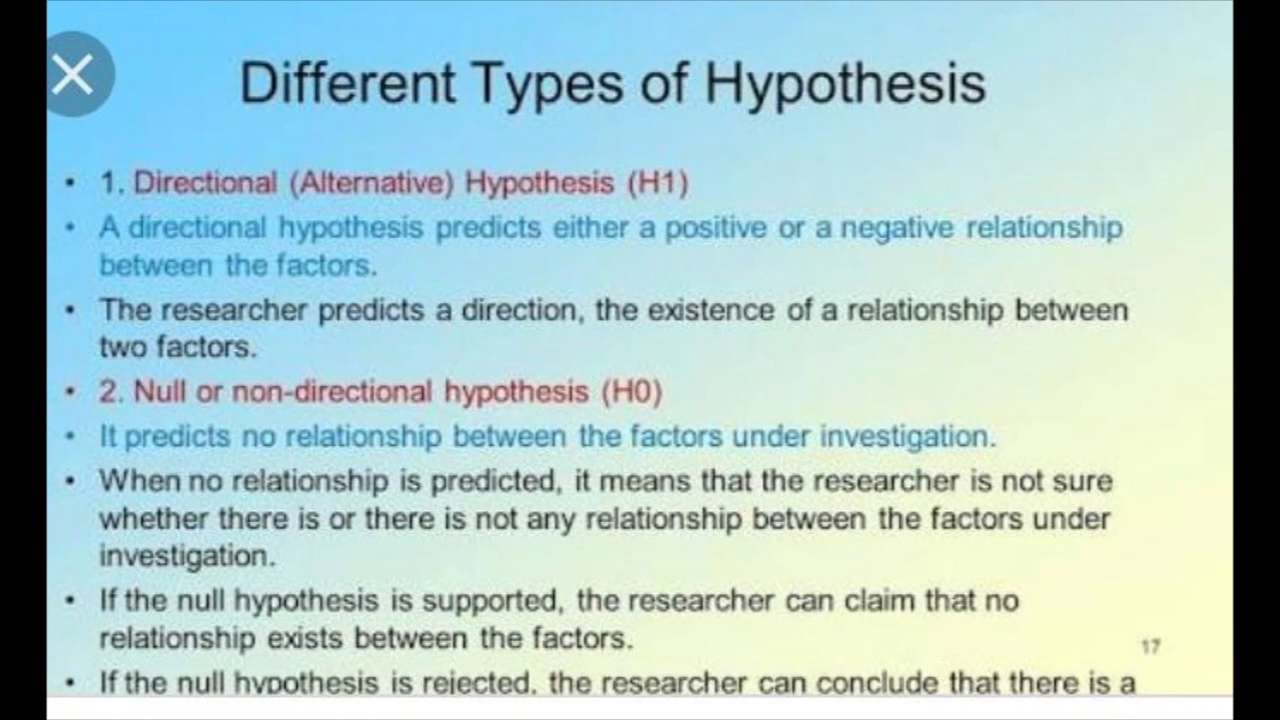 Different Types of Hypothesis
• 1. Directional (Alternative) Hypothesis (H1)
• A directional hypothesis predicts either a positive or a negative relationship
between the factors.
• The researcher predicts a direction, the existence of a relationship between
two factors.
• 2. Null or non-directional hypothesis (H0)
• It predicts no relationship between the factors under investigation.
• When no relationship is predicted, it means that the researcher is not sure
whether there is or there is not any relationship between the factors under
investigation.
• If the null hypothesis is supported, the researcher can claim that no
relationship exists between the factors.
17
• If the null hypothesis is rejected, the researcher can conclude that there is a